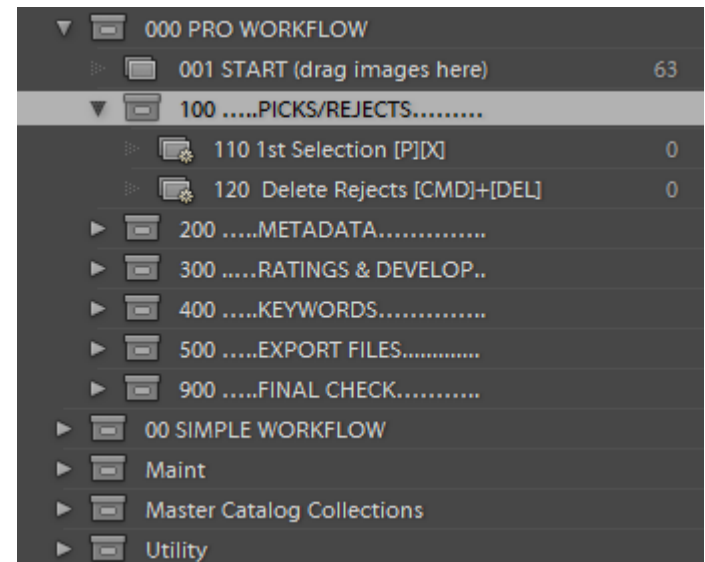 000 PRO WORKFLOW
001 START (drag images here) 63
100 .....PICKS/REJECTS.........
110 1st Selection [P][X] 0
120  Delete Rejects [CMD]+[DEL] 0
200 .....METADATA..............
300 .....RATINGS & DEVELOP..
400 .....KEYWORDS..............
500 .....EXPORT FILES.............
900 .....FINAL CHECK...........
00 SIMPLE WORKFLOW
Maint
Master Catalog Collections
Utility